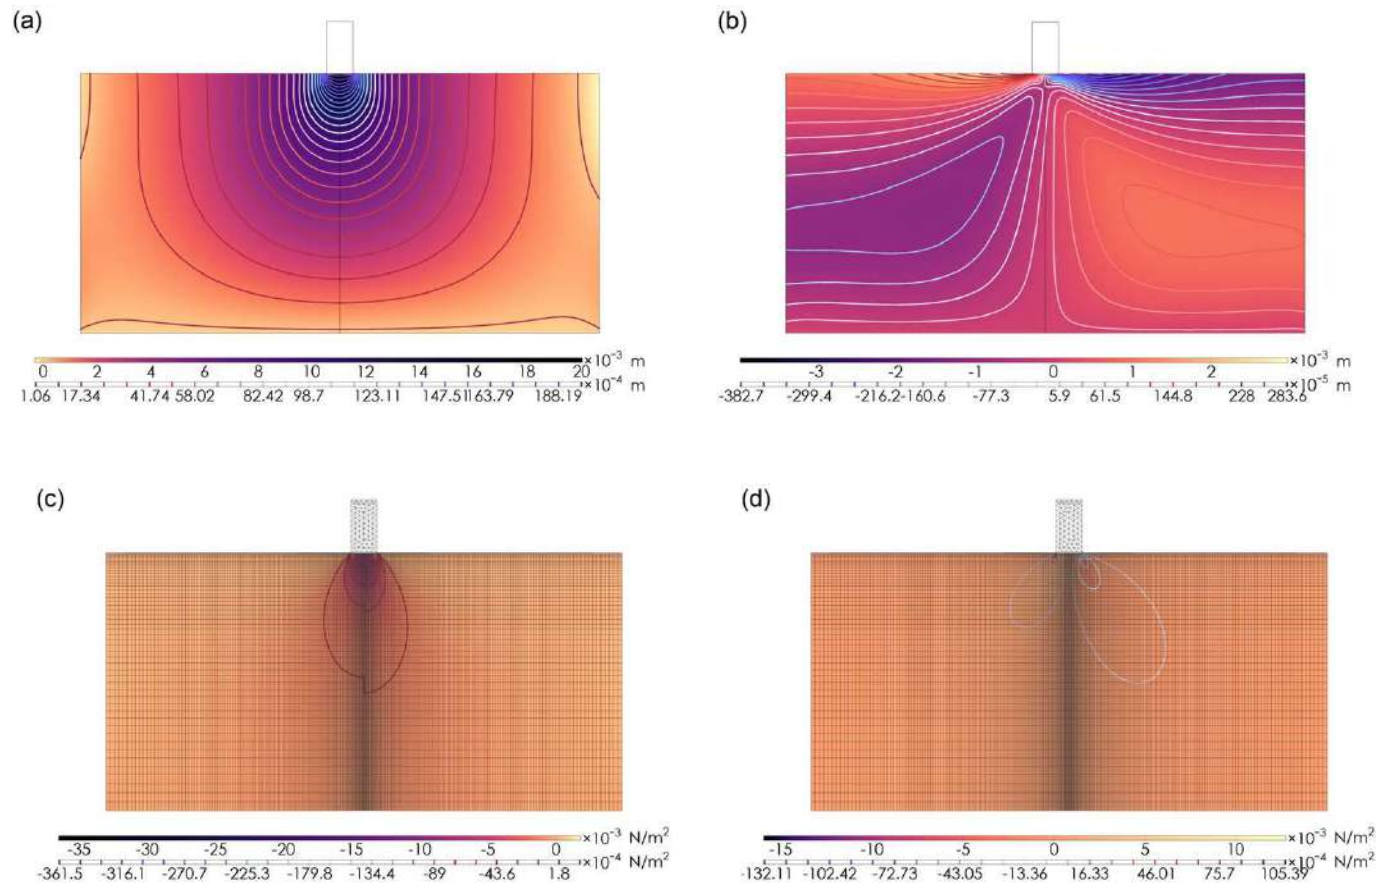 (a)
(b)
0 2 4 6 8 10 12 14 16 18 20 ×10⁻³ m
1.06 17.34 41.74 58.02 82.42 98.7 123.11 147.51 163.79 188.19 ×10⁻⁴ m
-3 -2 -1 0 1 2 ×10⁻³ m
-382.7 -299.4 -216.2 -160.6 -77.3 5.9 61.5 144.8 228 283.6 ×10⁻⁵ m
(c)
(d)
-35 -30 -25 -20 -15 -10 -5 0 ×10⁻³ N/m²
-361.5 -316.1 -270.7 -225.3 -179.8 -134.4 -89 -43.6 1.8 ×10⁻⁴ N/m²
-15 -10 -5 0 5 10 ×10⁻³ N/m²
-132.11 -102.42 -72.73 -43.05 -13.36 16.33 46.01 75.7 105.39 ×10⁻⁴ N/m²